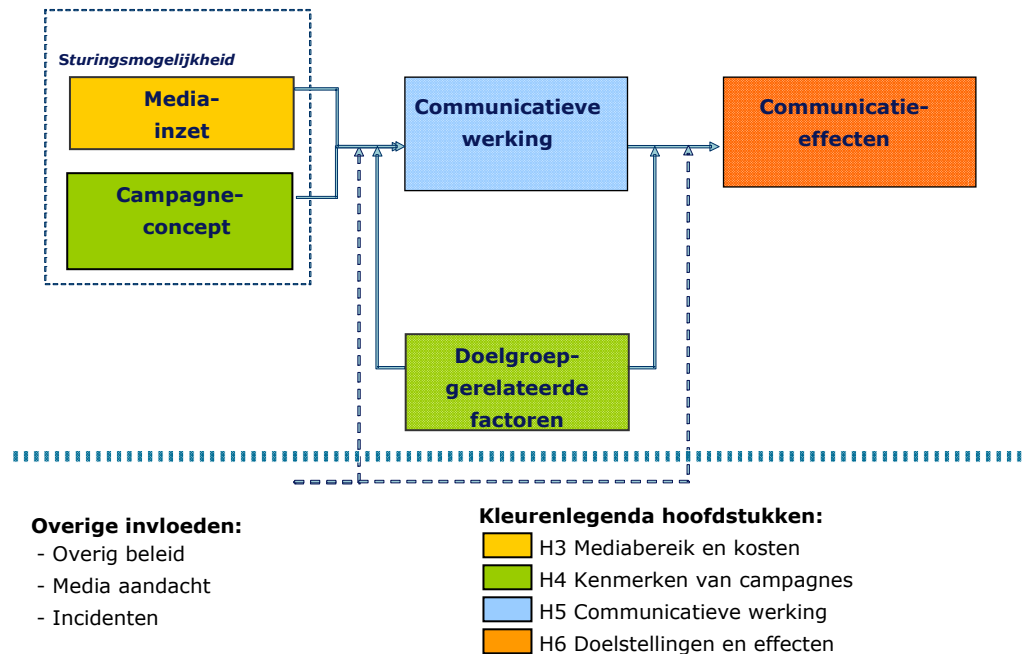 Sturingsmogelijkheid
Media-
inzet
Campagne-
concept
Communicatieve
werking
Communicatie-
effecten
Doelgroep-
gerelateerde
factoren
Overige invloeden:
- Overig beleid
- Media aandacht
- Incidenten
Kleurenlegenda hoofdstukken:
H3 Mediabereik en kosten
H4 Kenmerken van campagnes
H5 Communicatieve werking
H6 Doelstellingen en effecten